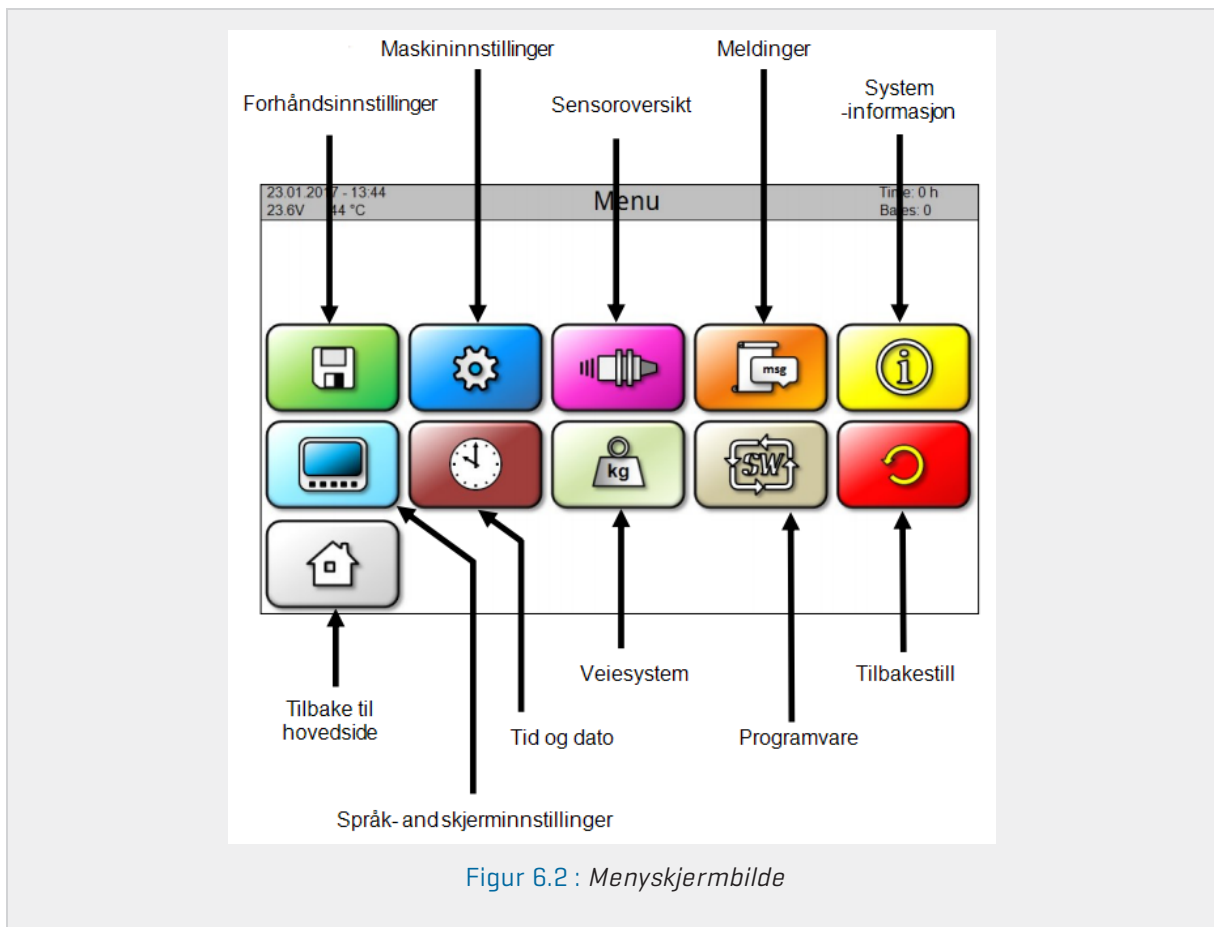 Maskininnstillinger
Meldinger
Forhåndsinnstillinger
Sensoroversikt
System
-informasjon
23.01.2017 - 13:44
23.6V 44 °C
Menu
Time: 0 h
Bales: 0
msg
kg
SW
Veiesystem
Tilbakestill
Tilbake til
hovedside
Tid og dato
Programvare
Språk- and skjerminnstillinger
Figur 6.2 : Menyskjermbilde